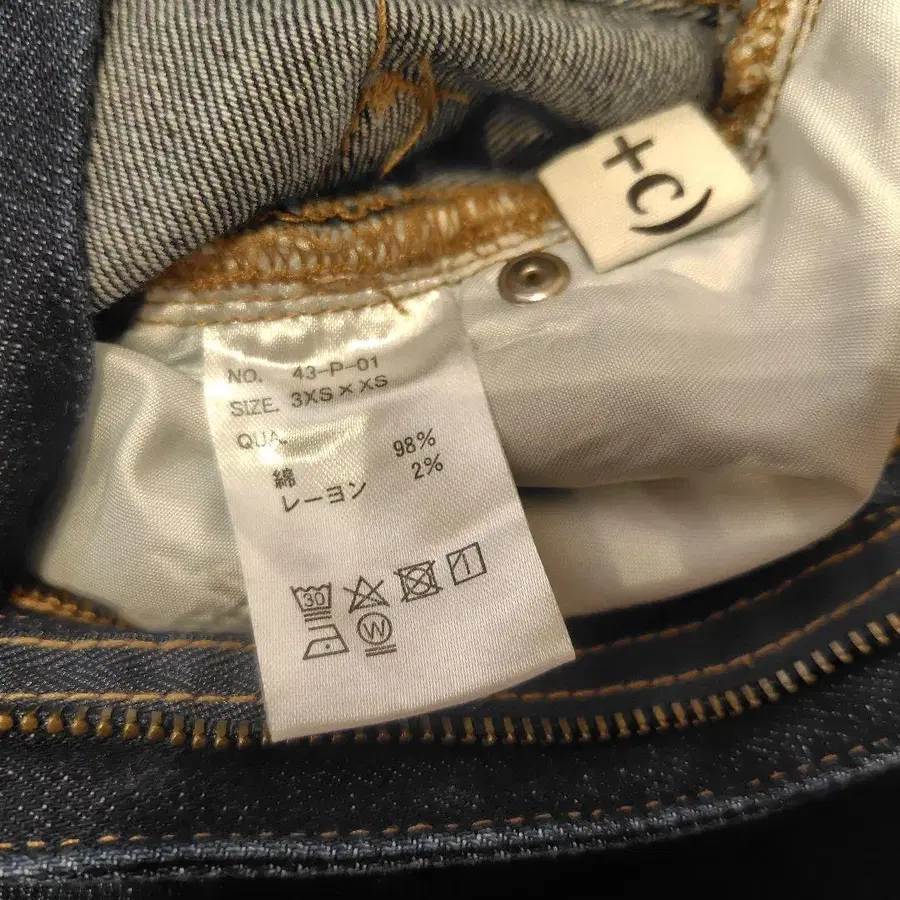 +c)
NO. 43-P-01
SIZE. 3XS×XS
QUA.
98%
綿
2%
レーヨン
30
W